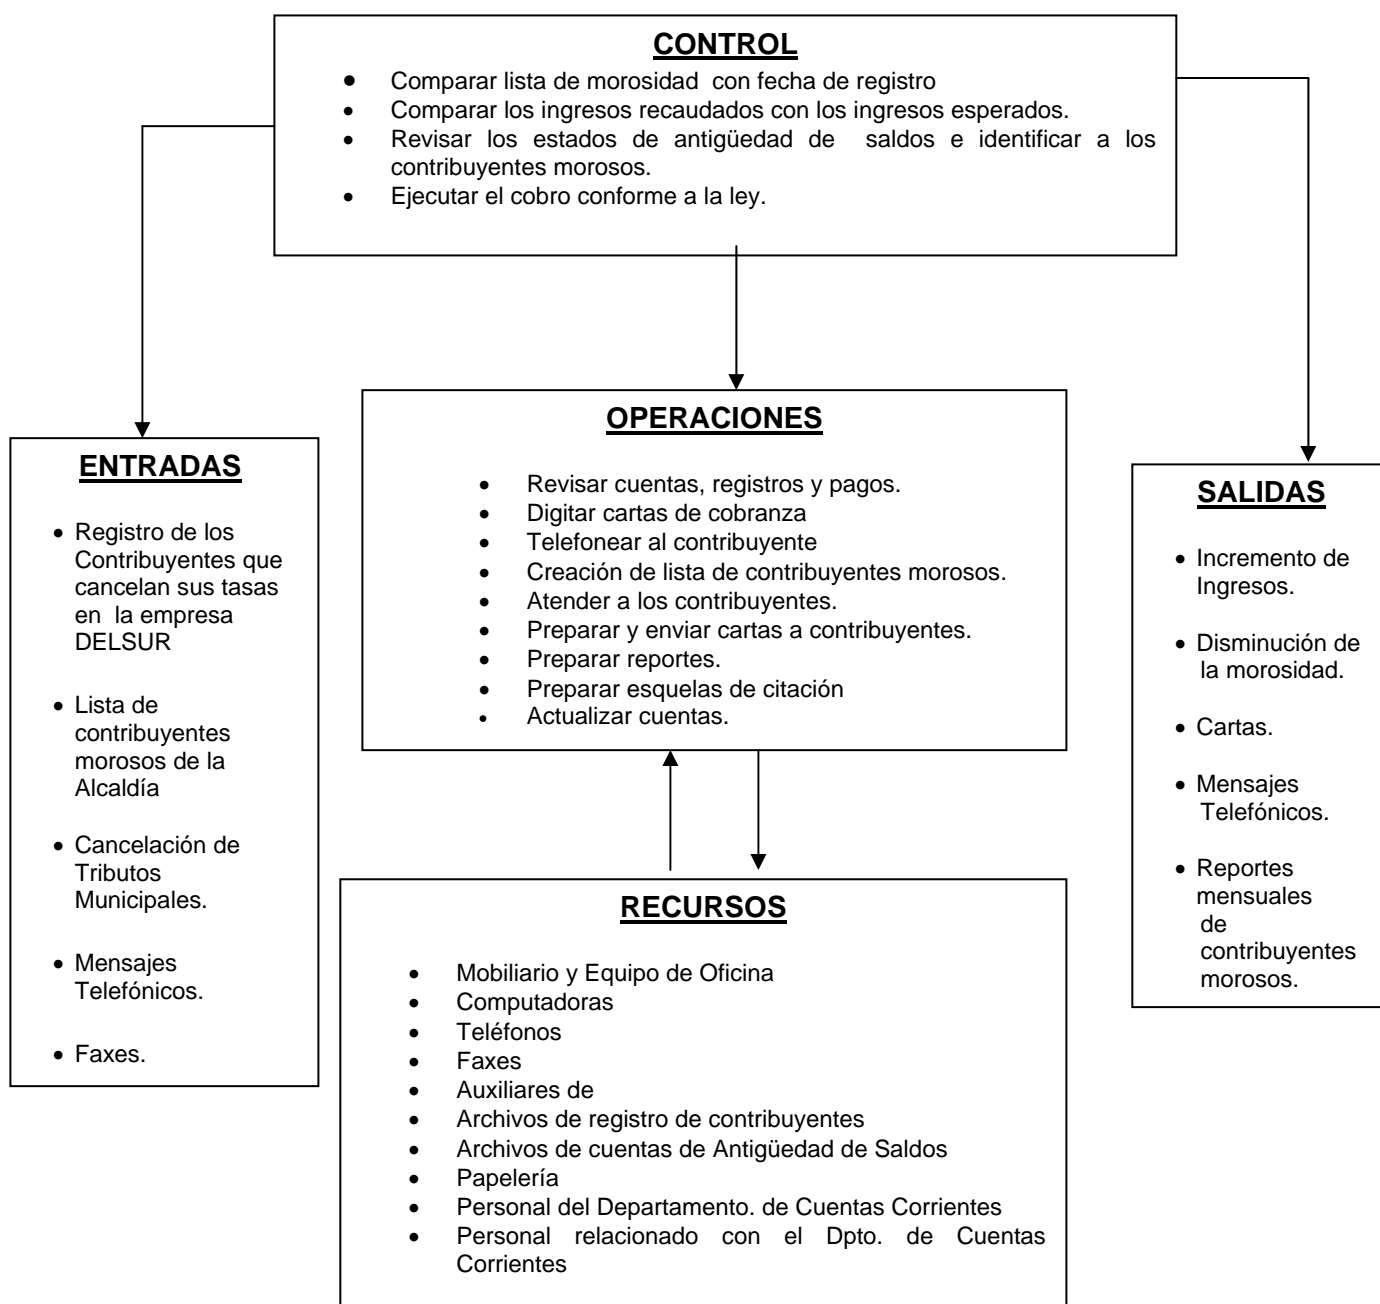 CONTROL
• Comparar lista de morosidad con fecha de registro
• Comparar los ingresos recaudados con los ingresos esperados.
• Revisar los estados de antigüedad de saldos e identificar a los
contribuyentes morosos.
• Ejecutar el cobro conforme a la ley.
OPERACIONES
• Revisar cuentas, registros y pagos.
• Digitar cartas de cobranza
• Telefonear al contribuyente
• Creación de lista de contribuyentes morosos.
• Atender a los contribuyentes.
• Preparar y enviar cartas a contribuyentes.
• Preparar reportes.
• Preparar esquelas de citación
• Actualizar cuentas.
ENTRADAS
• Registro de los
Contribuyentes que
cancelan sus tasas
en la empresa
DELSUR
• Lista de
contribuyentes
morosos de la
Alcaldía
• Cancelación de
Tributos
Municipales.
• Mensajes
Telefónicos.
• Faxes.
SALIDAS
• Incremento de
Ingresos.
• Disminución de
la morosidad.
• Cartas.
• Mensajes
Telefónicos.
• Reportes
mensuales
de
contribuyentes
morosos.
RECURSOS
• Mobiliario y Equipo de Oficina
• Computadoras
• Teléfonos
• Faxes
• Auxiliares de
• Archivos de registro de contribuyentes
• Archivos de cuentas de Antigüedad de Saldos
• Papelería
• Personal del Departamento. de Cuentas Corrientes
• Personal relacionado con el Dpto. de Cuentas
Corrientes